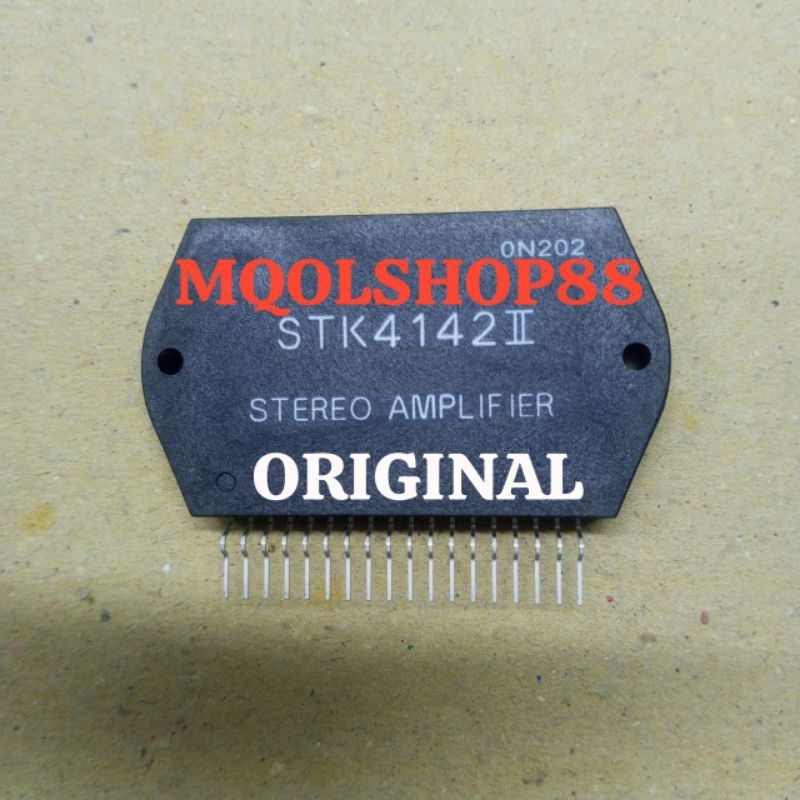 0N202
MQOLSHOP88
STK4142II
STEREO AMPLIFIER
ORIGINAL